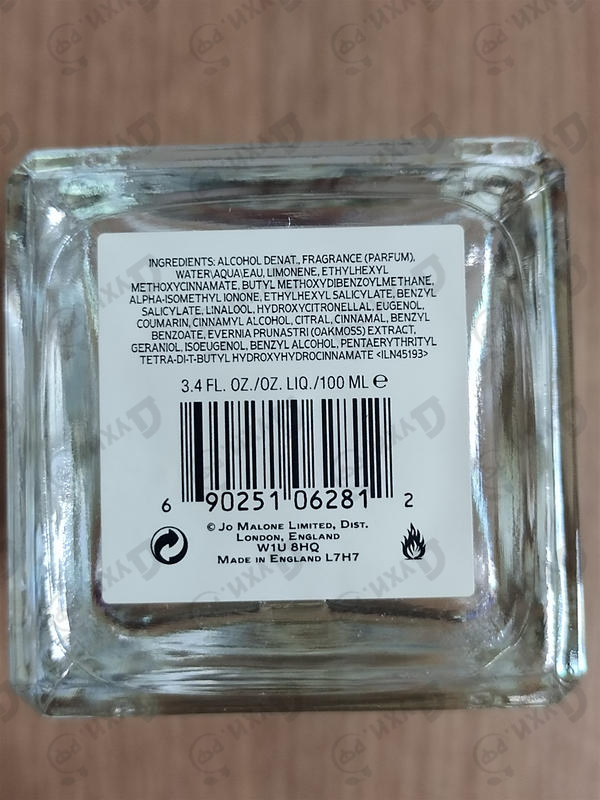 INGREDIENTS: ALCOHOL DENAT., FRAGRANCE (PARFUM),
WATER\AQUA\EAU, LIMONENE, ETHYLHEXYL
METHOXYCINNAMATE, BUTYL METHOXYDIBENZOYLMETHANE,
ALPHA-ISOMETHYL IONONE, ETHYLHEXYL SALICYLATE, BENZYL
SALICYLATE, LINALOOL, HYDROXYCITRONELLAL, EUGENOL,
COUMARIN, CINNAMYL ALCOHOL, CITRAL, CINNAMAL, BENZYL
BENZOATE, EVERNIA PRUNASTRI (OAKMOSS) EXTRACT,
GERANIOL, ISOEUGENOL, BENZYL ALCOHOL, PENTAERYTHRITYL
TETRA-DI-T-BUTYL HYDROXYHYDROCINNAMATE <ILN45193>
3.4 FL. OZ./OZ. LIQ./100 ML ℮
6 90251 06281 2
© JO MALONE LIMITED, DIST.
LONDON, ENGLAND
W1U 8HQ
MADE IN ENGLAND L7H7